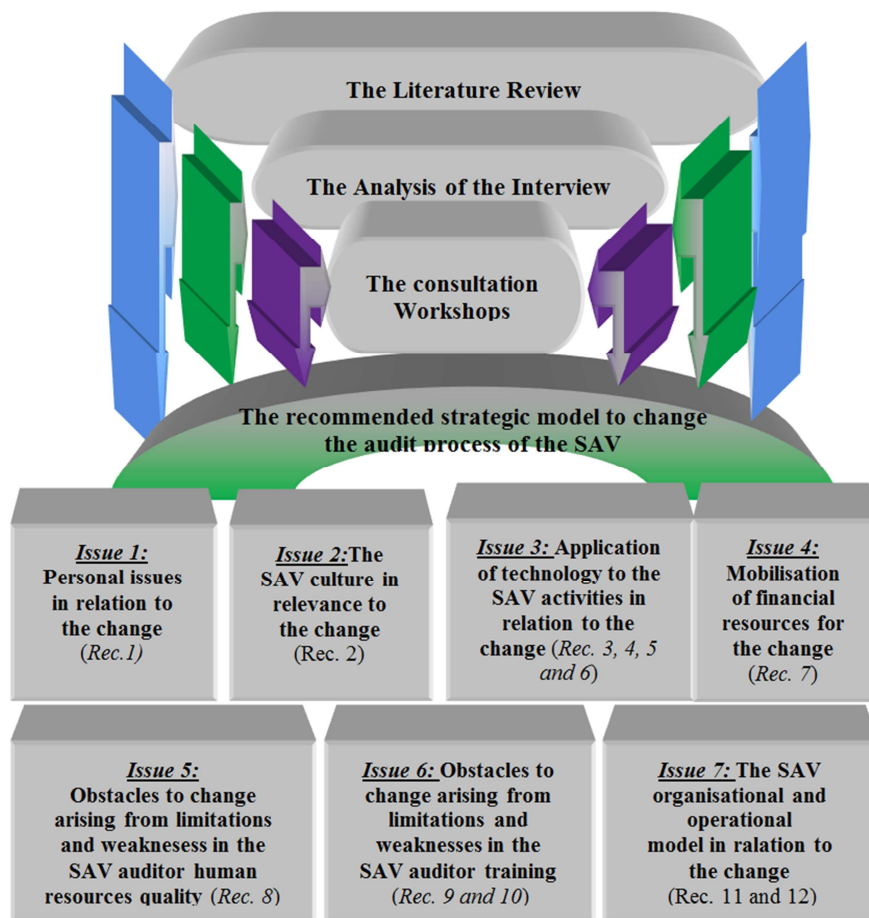 The Literature Review
The Analysis of the Interview
The consultation
Workshops
The recommended strategic model to change
the audit process of the SAV
Issue 1:
Personal issues
in relation to
the change
(Rec.1)
Issue 2:The
SAV culture in
relevance to
the change
(Rec. 2)
Issue 3: Application
of technology to the
SAV activities in
relation to the
change (Rec. 3, 4, 5
and 6)
Issue 4:
Mobilisation
of financial
resources for
the change
(Rec. 7)
Issue 5:
Obstacles to change
arising from limitations
and weaknesess in the
SAV auditor human
resources quality (Rec. 8)
Issue 6: Obstacles to
change arising from
limitations and
weaknesses in the
SAV auditor training
(Rec. 9 and 10)
Issue 7: The SAV
organisational and
operational
model in ralation to
the change
(Rec. 11 and 12)